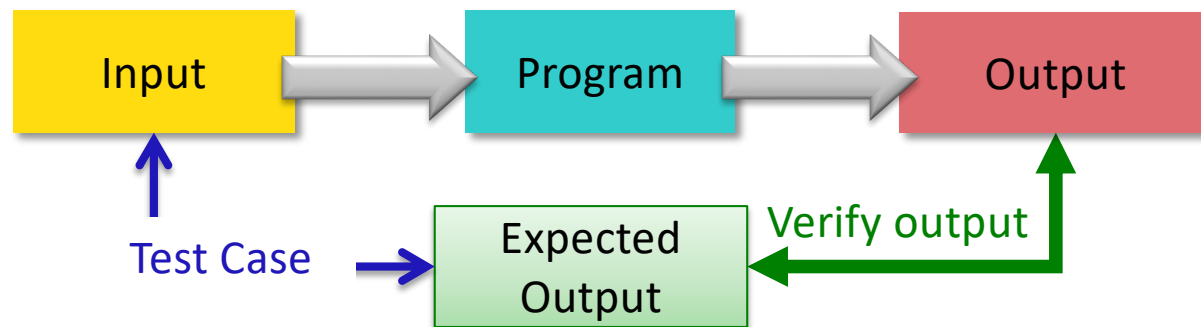 Input
Program
Output
Test Case
Expected
Output
Verify output